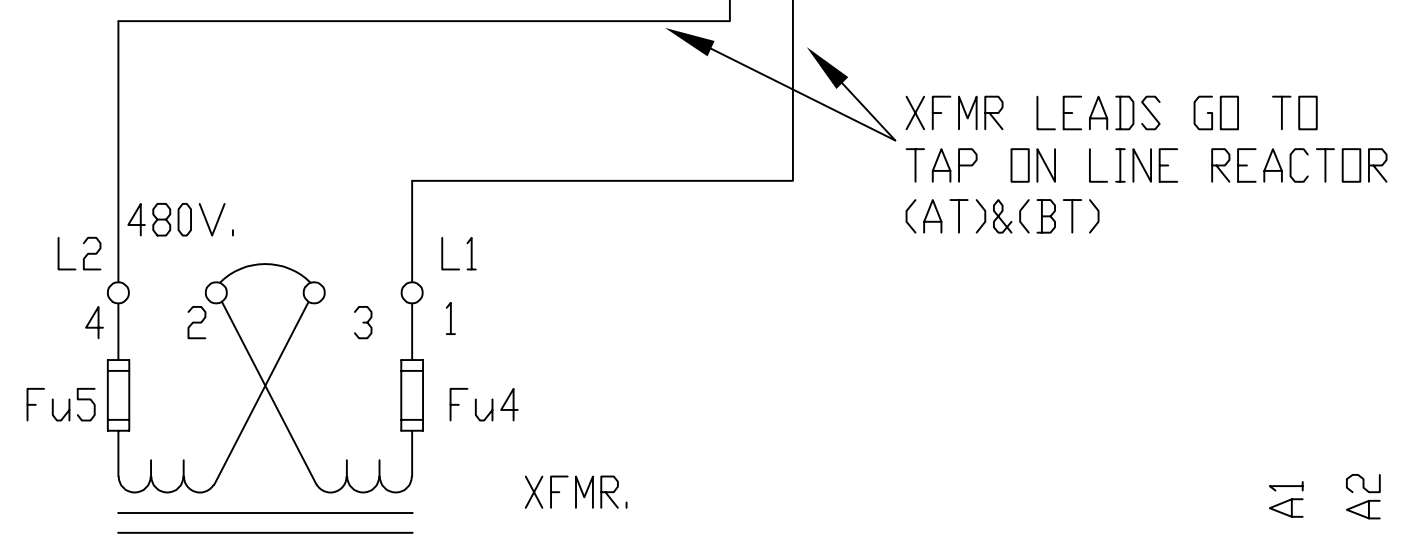 XFMR LEADS GO TO
TAP ON LINE REACTOR
(AT)&(BT)
480V.
L2
L1
4
2
3
1
Fu5
Fu4
XFMR.
A1
A2